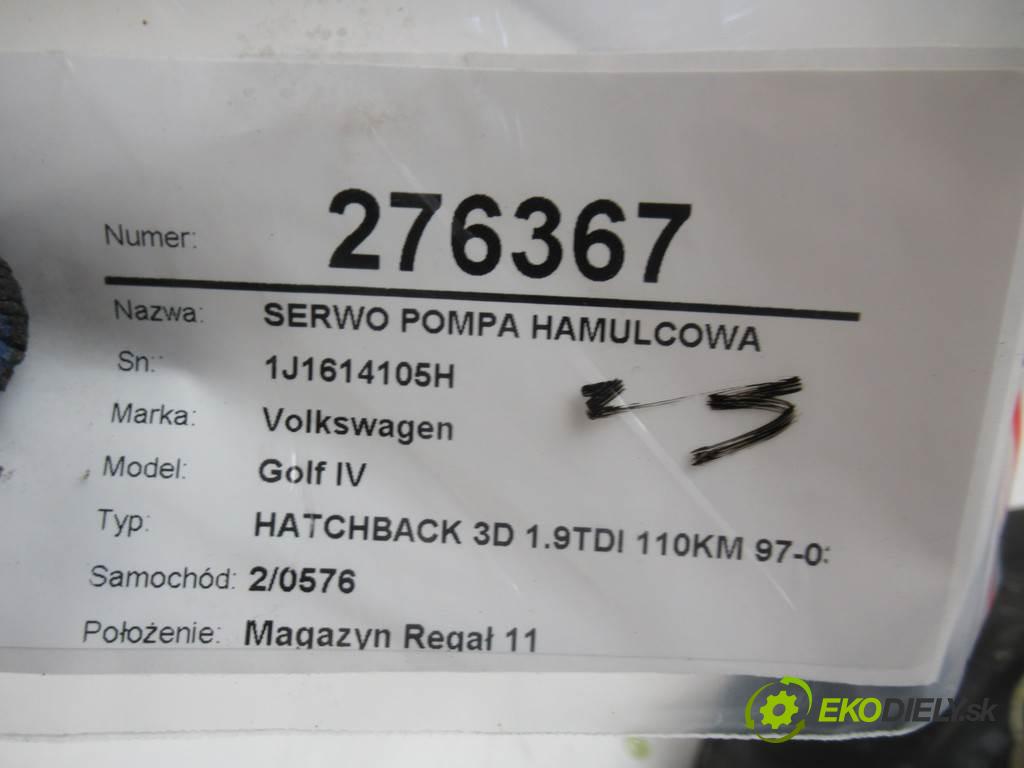 Numer: 276367
Nazwa: SERWO POMPA HAMULCOWA
Sn: 1J1614105H
Marka: Volkswagen
Model: Golf IV
Typ: HATCHBACK 3D 1.9TDI 110KM 97-0
Samochód: 2/0576
Położenie: Magazyn Regał 11
EKODIELY.sk